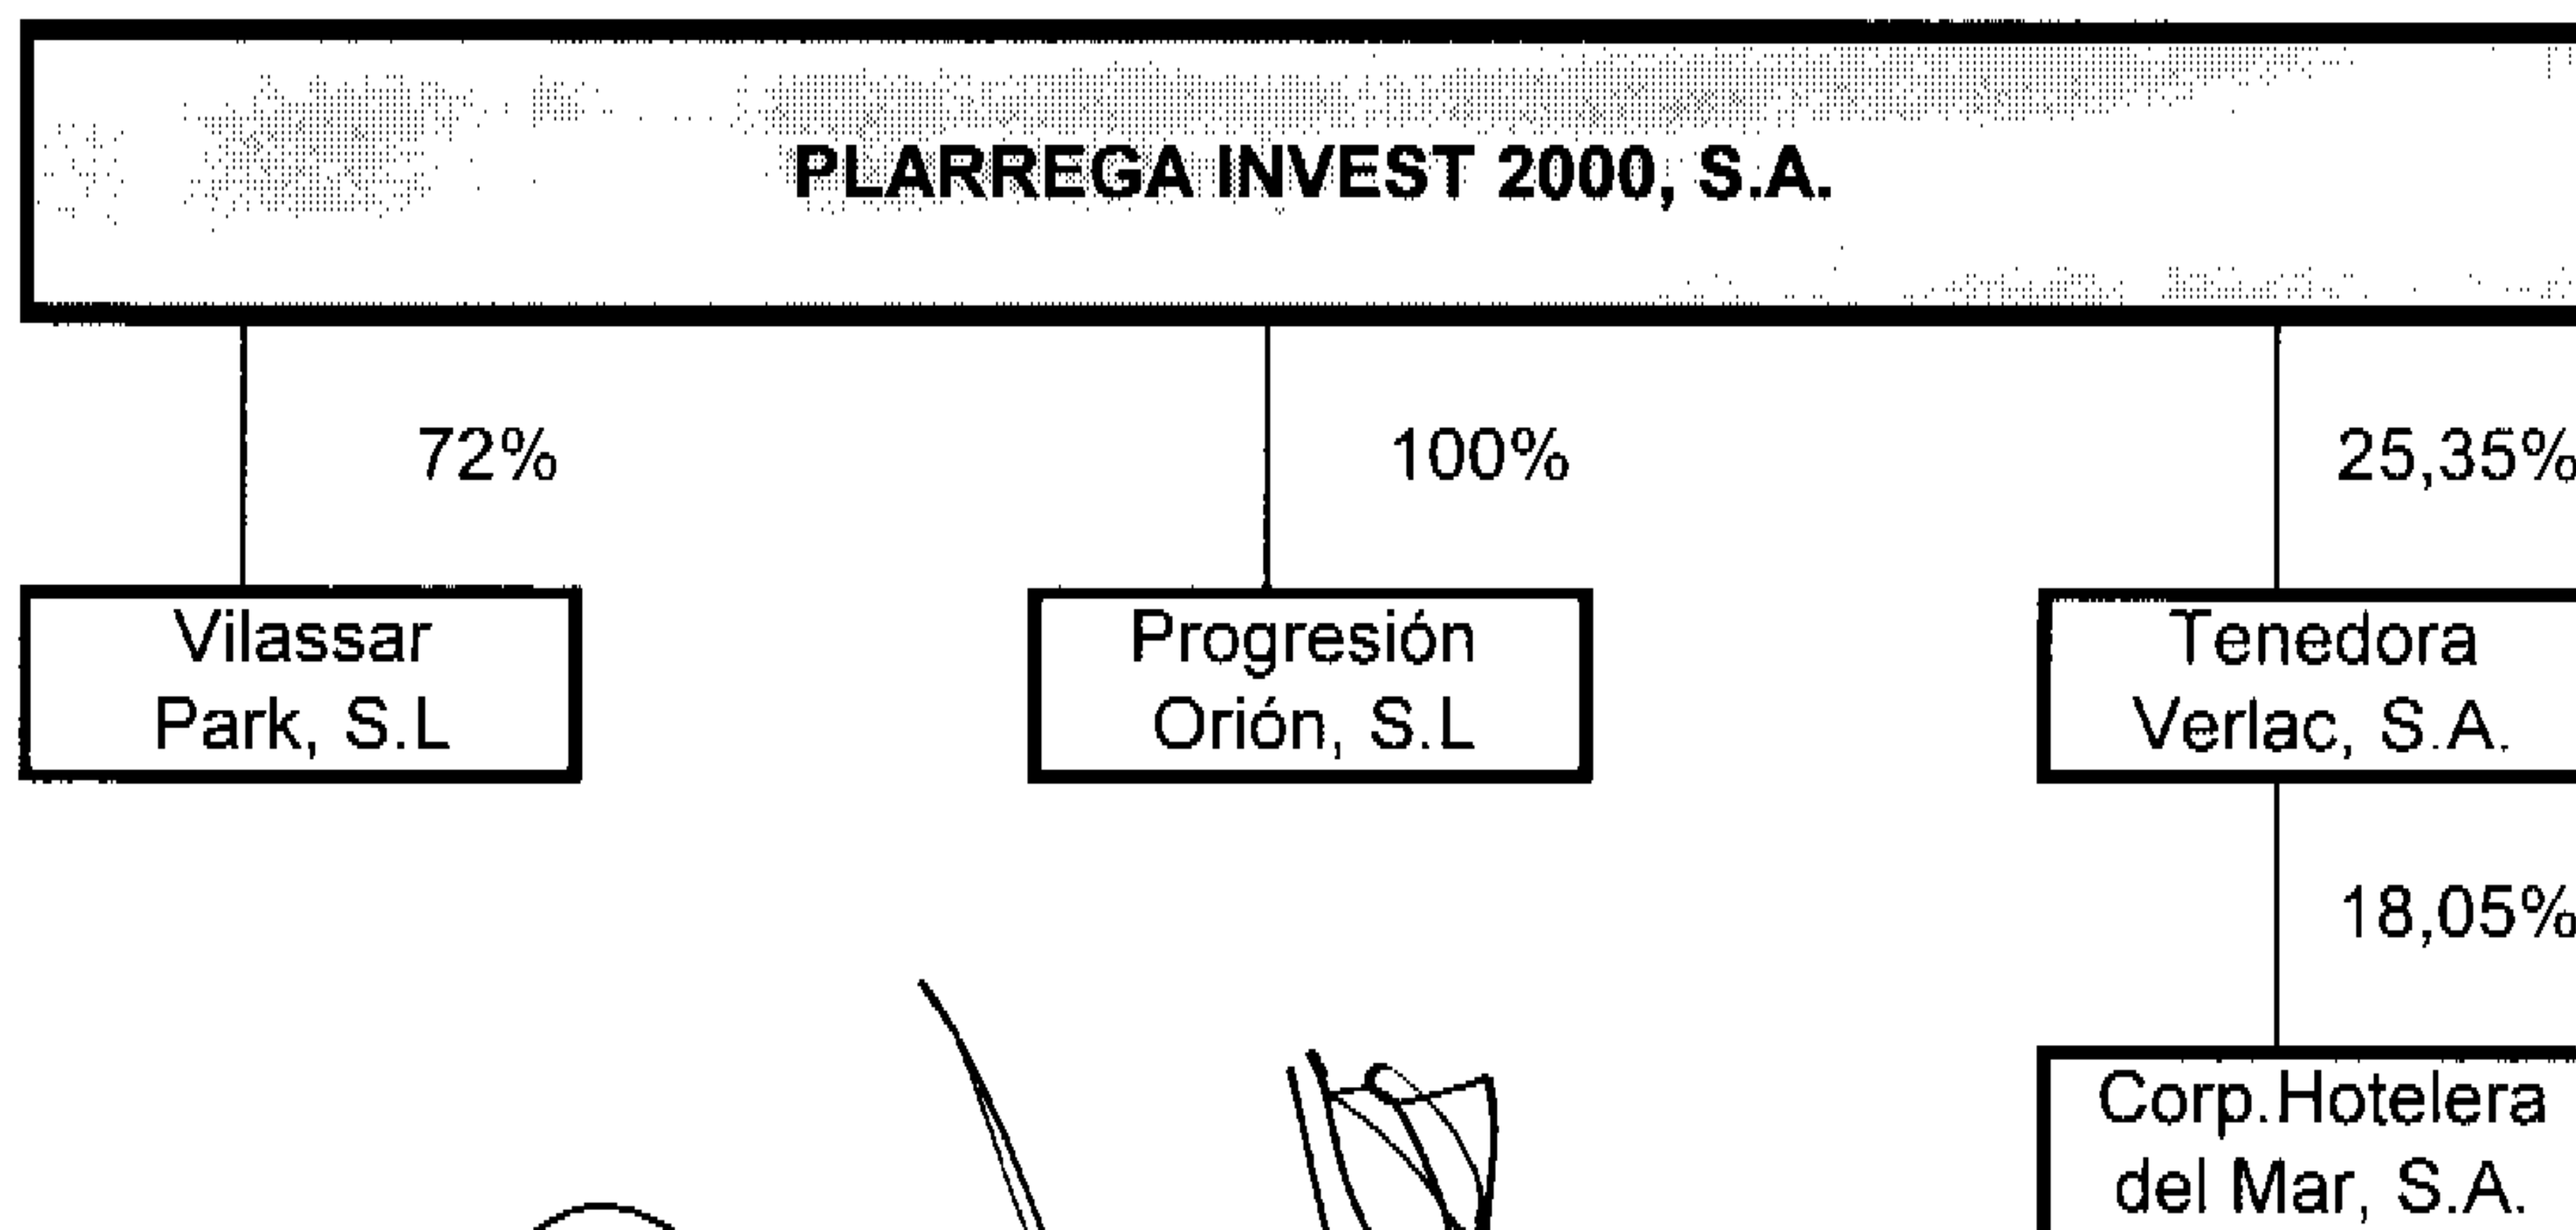 PLARREGA INVEST 2000, S.A.
72%
100%
25,35%
Vilassar
Park, S.L
Progresión
Orión, S.L
Tenedora
Verlac, S.A.
18,05%
Corp.Hotelera
del Mar, S.A.